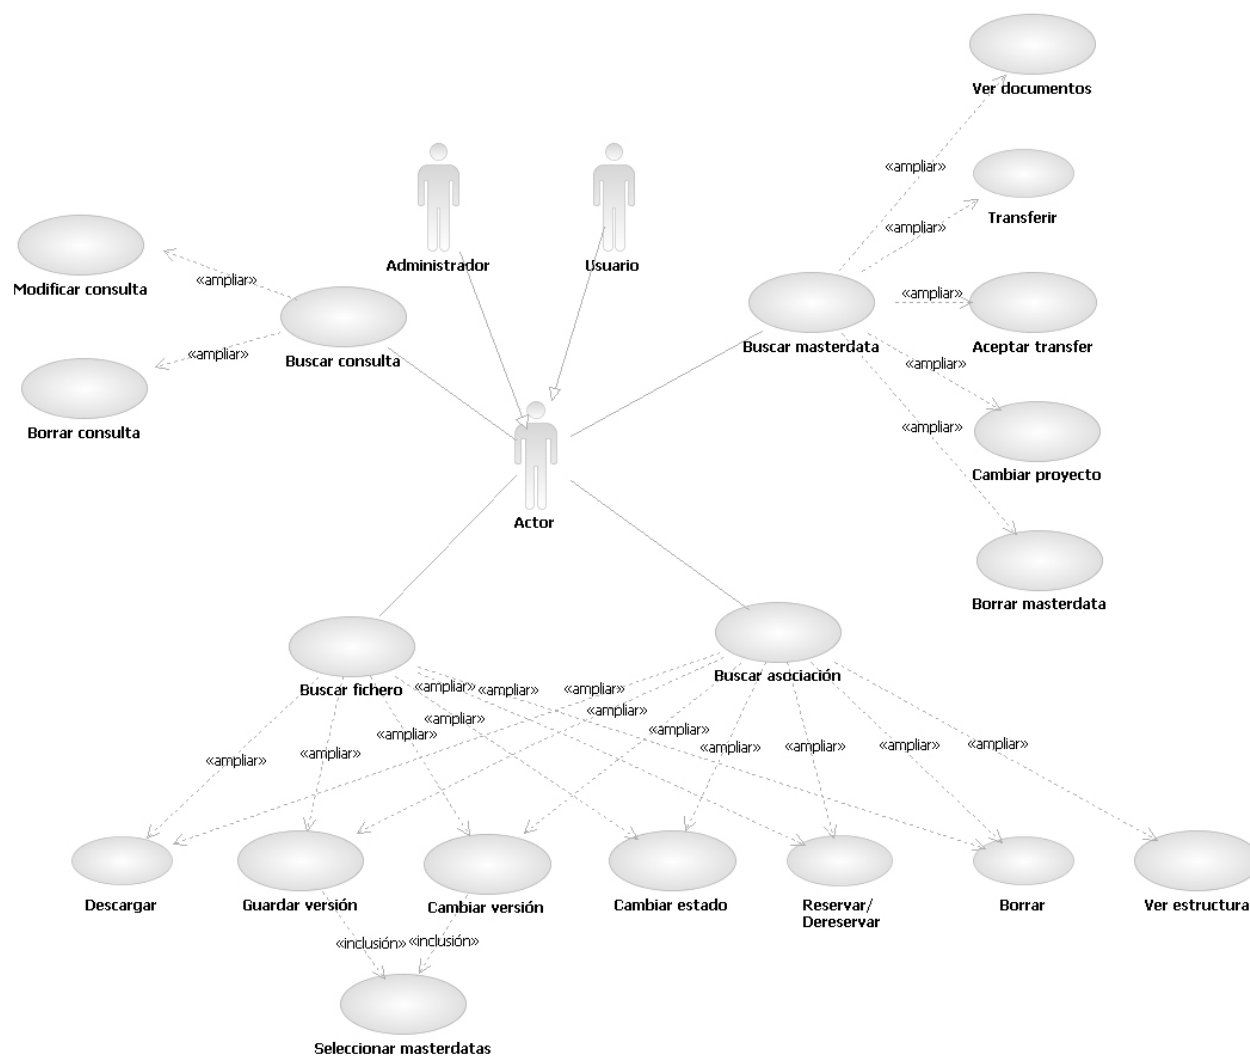 Ver documentos
«ampliar»
Transferir
«ampliar»
Administrador
Usuario
Modificar consulta
«ampliar»
Buscar consulta
«ampliar»
Borrar consulta
Buscar masterdata
«ampliar»
Aceptar transfer
«ampliar»
Cambiar proyecto
«ampliar»
Borrar masterdata
Actor
Buscar fichero
Buscar asociación
«ampliar»
«ampliar»
«ampliar»
«ampliar»
«ampliar»
«ampliar»
«ampliar»
«ampliar»
«ampliar»
«ampliar»
«ampliar»
«ampliar»
«ampliar»
Descargar
Guardar versión
Cambiar versión
Cambiar estado
Reservar/
Dereservar
Borrar
Ver estructura
«inclusión»
«inclusión»
Seleccionar masterdatas